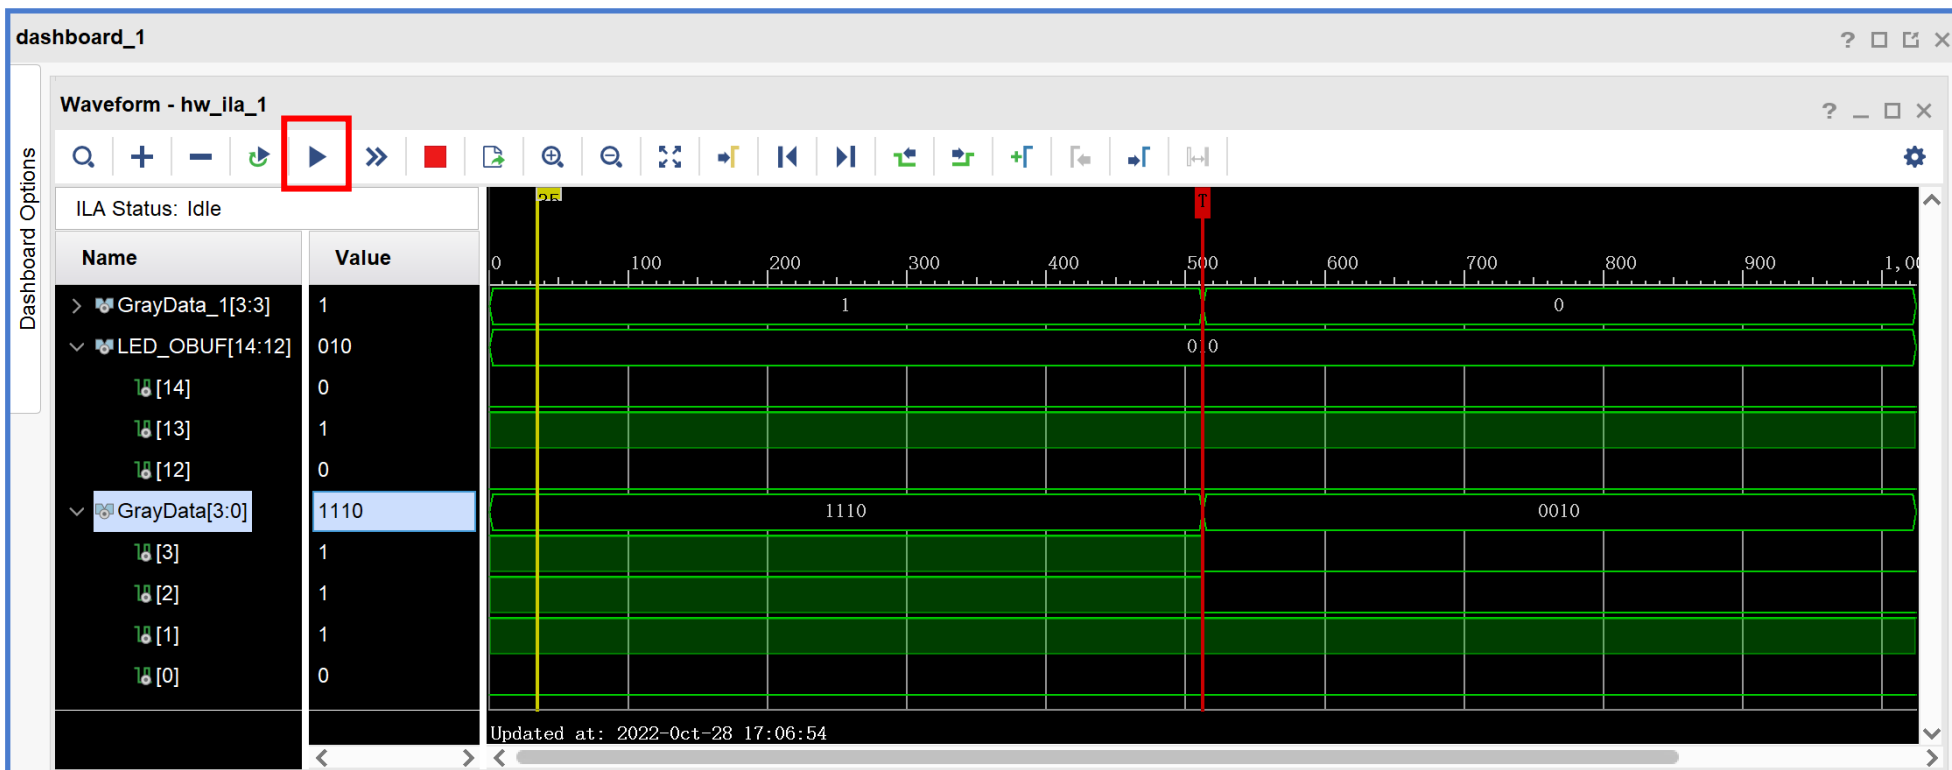 dashboard_1
Dashboard Options
Waveform - hw_ila_1
ILA Status: Idle
T
Name Value
0 100 200 300 400 500 600 700 800 900
GrayData_1[3:3] 1 1 0
LED_OBUF[14:12] 010 010
[14] 0
[13] 1
[12] 0
GrayData[3:0] 1110 1110 0010
[3] 1
[2] 1
[1] 1
[0] 0
Updated at: 2022-Oct-28 17:06:54